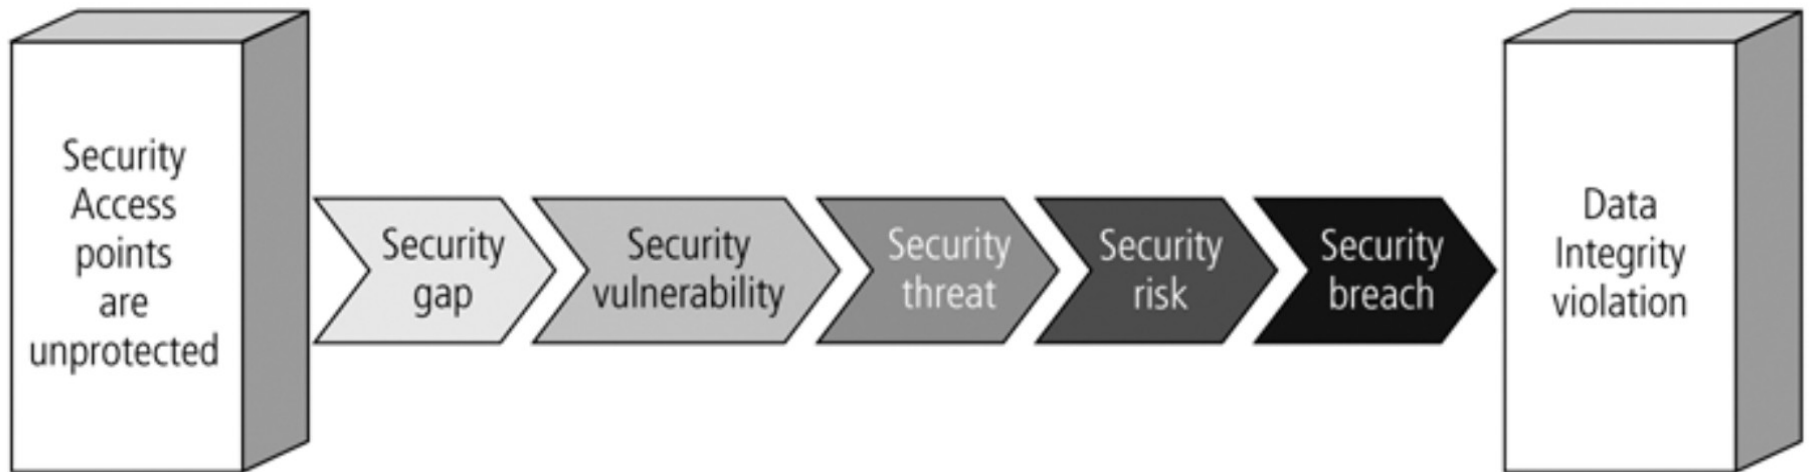 Security
Access
points
are
unprotected
Security
gap
Security
vulnerability
Security
threat
Security
risk
Security
breach
Data
Integrity
violation